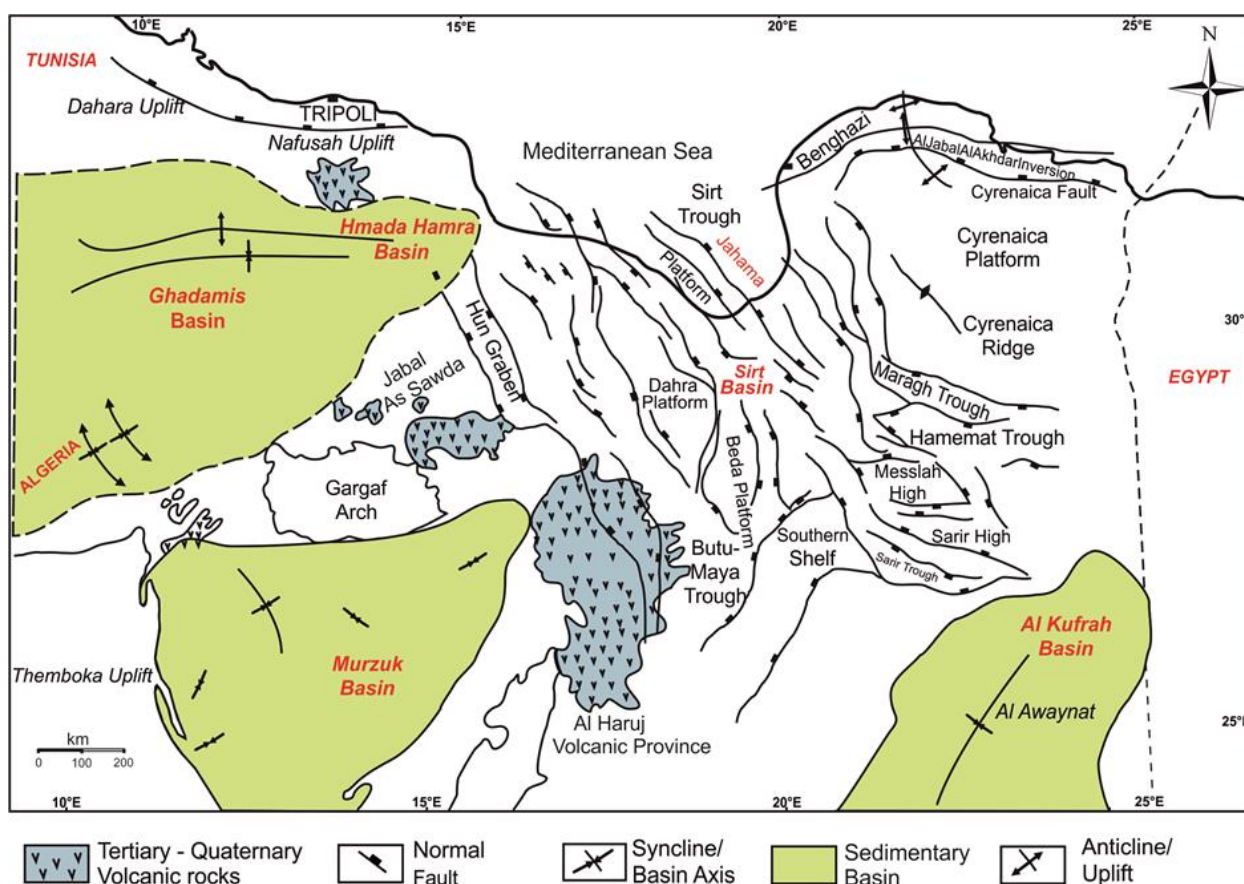 10°E
15°E
20°E
25°E
N
TUNISIA
Dahara Uplift
TRIPOLI
Nafusah Uplift
Mediterranean Sea
Benghazi
AlJabalAlAkhdarInversion
Cyrenaica Fault
Sirt
Trough
Jahama
Platform
Cyrenaica
Platform
Hmada Hamra
Basin
Ghadamis
Basin
Hun Graben
Cyrenaica
Ridge
30°
EGYPT
Jabal
As Sawda
Dahra
Platform
Sirt
Basin
Maragh Trough
Hamemat Trough
ALGERIA
Gargaf
Arch
Beda Platform
Messlah
High
Southern
Shelf
Sarir High
Sarir Trough
Butu-
Maya
Trough
Themboka Uplift
Murzuk
Basin
Al Kufrah
Basin
Al Awaynat
Al Haruj
Volcanic Province
25°
km
0 100 200
10°E
15°E
20°E
25°E
Tertiary - Quaternary
Volcanic rocks
Normal
Fault
Syncline/
Basin Axis
Sedimentary
Basin
Anticline/
Uplift